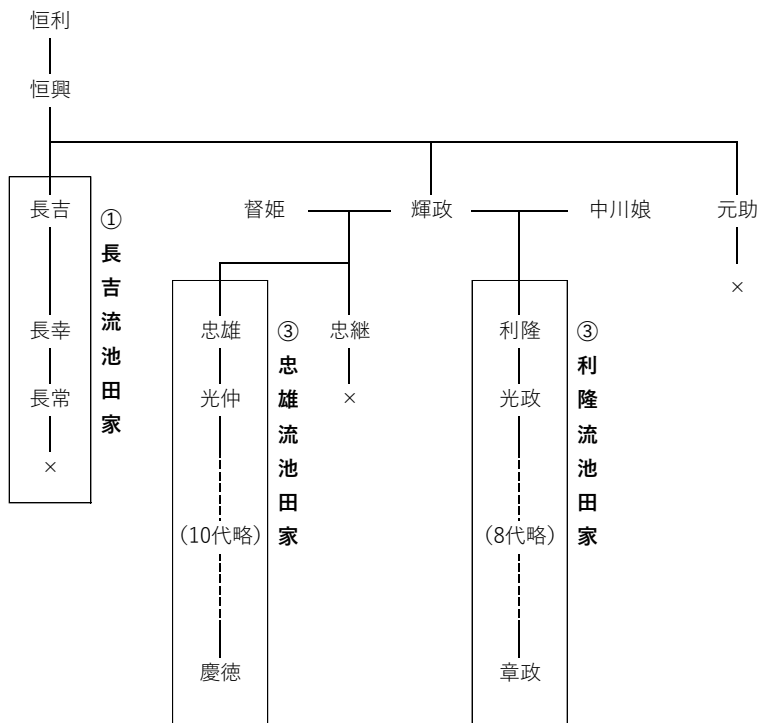 恒利
恒興
長吉
督姫
輝政
中川娘
元助
×
①長吉流池田家
長幸
長常
×
忠雄
光仲
(10代略)
慶徳
③忠雄流池田家
忠継
×
利隆
光政
(8代略)
章政
③利隆流池田家